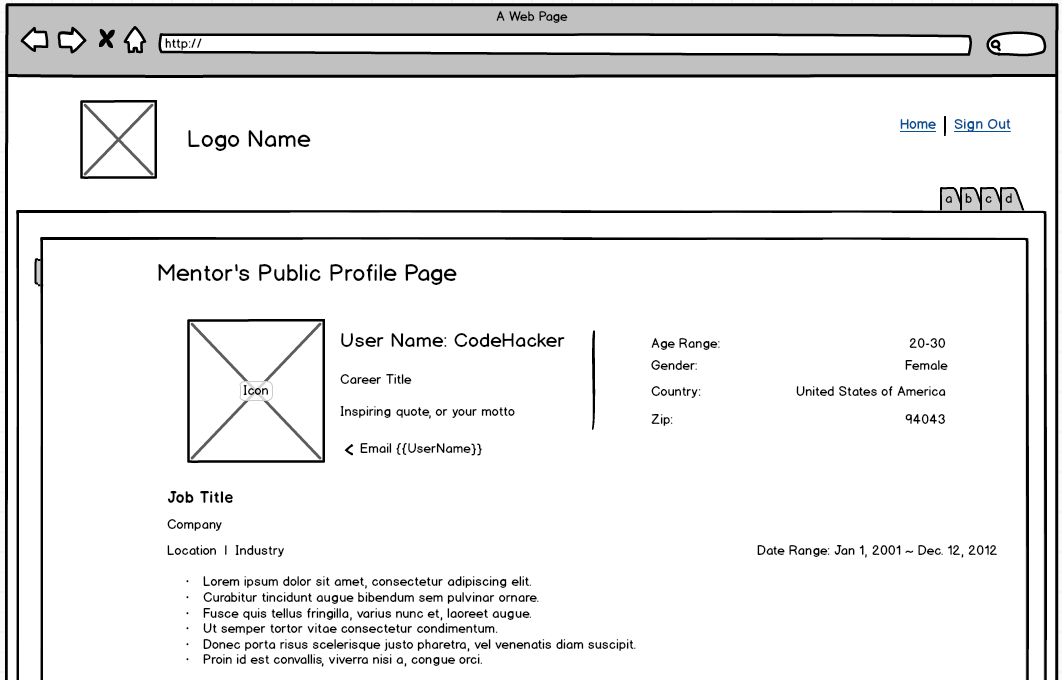 A Web Page
http://
Logo Name
Home | Sign Out
a b c d
Mentor's Public Profile Page
Icon
User Name: CodeHacker
Career Title
Inspiring quote, or your motto
< Email {{UserName}}
Age Range: 20-30
Gender: Female
Country: United States of America
Zip: 94043
Job Title
Company
Location | Industry
Date Range: Jan 1, 2001 ~ Dec. 12, 2012
· Lorem ipsum dolor sit amet, consectetur adipiscing elit.
· Curabitur tincidunt augue bibendum sem pulvinar ornare.
· Fusce quis tellus fringilla, varius nunc et, laoreet augue.
· Ut semper tortor vitae consectetur condimentum.
· Donec porta risus scelerisque justo pharetra, vel venenatis diam suscipit.
· Proin id est convallis, viverra nisi a, congue orci.